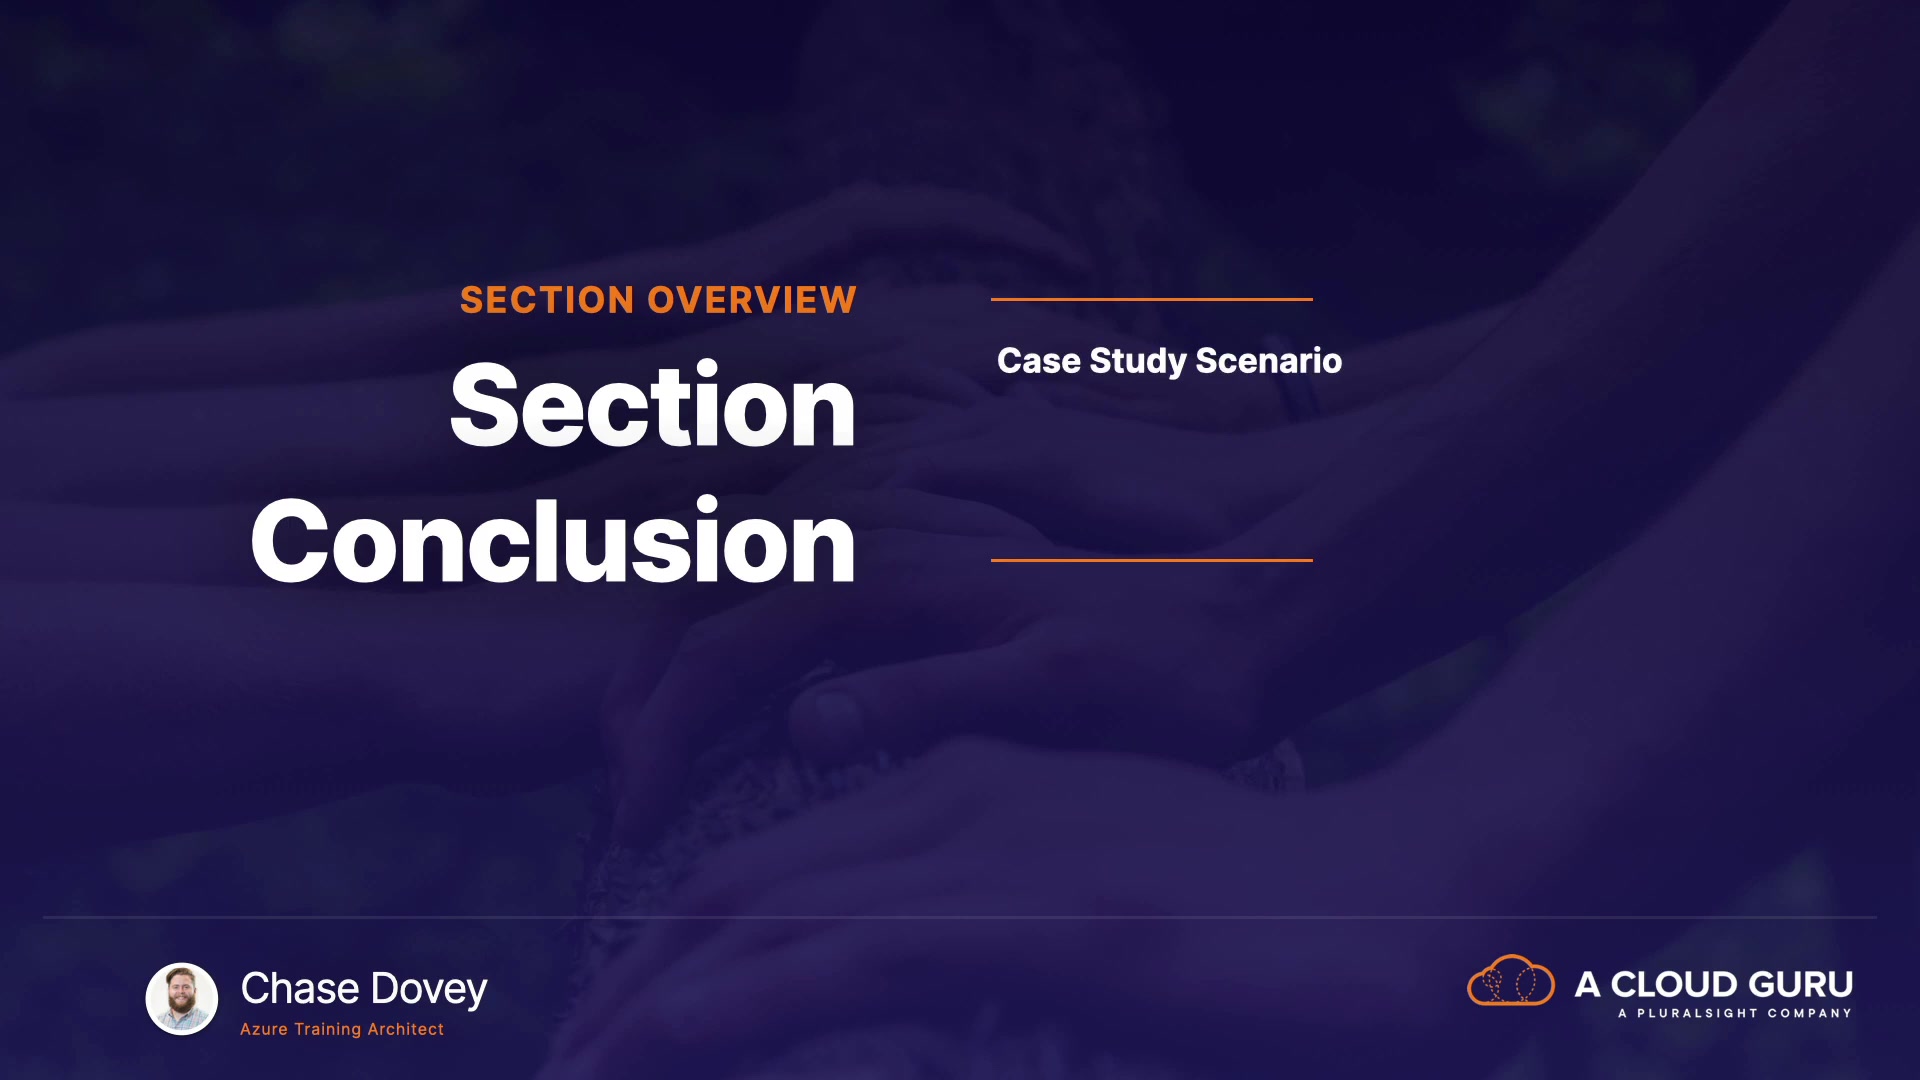 SECTION OVERVIEW
Section
Conclusion
Case Study Scenario
Chase Dovey
Azure Training Architect
A CLOUD GURU
A PLURALSIGHT COMPANY